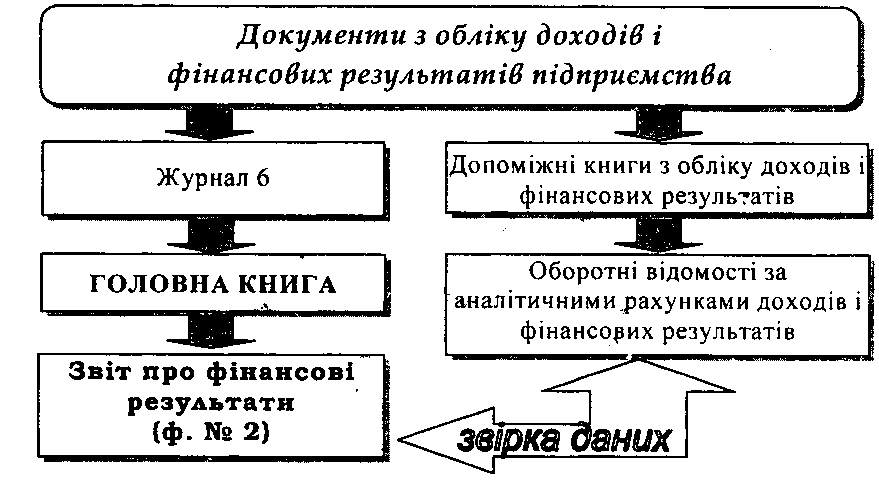 Документи з обліку доходів і
фінансових результатів підприємства
Журнал 6
Допоміжні книги з обліку доходів і
фінансових результатів
ГОЛОВНА КНИГА
Оборотні відомості за
аналітичними рахунками доходів і
фінансових результатів
Звіт про фінансові
результати
(ф. № 2)
звірка даних